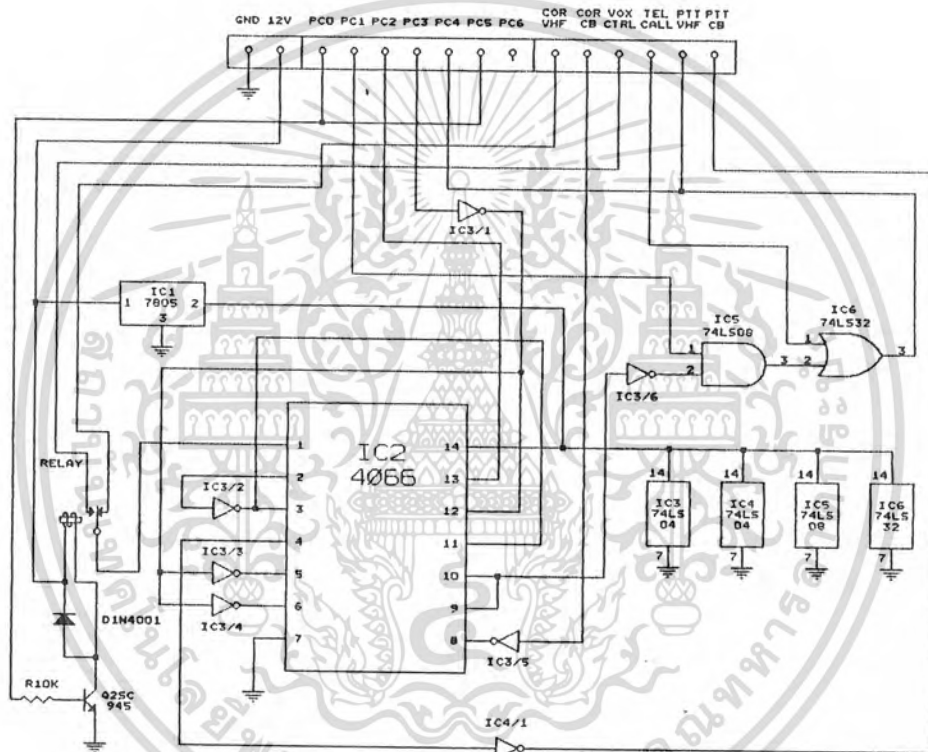 GND 12V PC0 PC1 PC2 PC3 PC4 PC5 PC6 COR VHF COR CB VOX CTRL TEL CALL PTT VHF PTT CB
IC3/1
IC1
7805
1 2
3
IC5
74LS08
1
2
3
IC6
74LS32
1
2
3
IC3/6
IC2
4066
1
2
3
4
5
6
7
14
13
12
11
10
9
8
IC3/2
IC3/3
IC3/4
IC3/5
RELAY
D1N4001
R10K
Q2SC
945
IC4/1
14
IC3
74LS
04
7
14
IC4
74LS
04
7
14
IC5
74LS
08
7
14
IC6
74LS
32
7